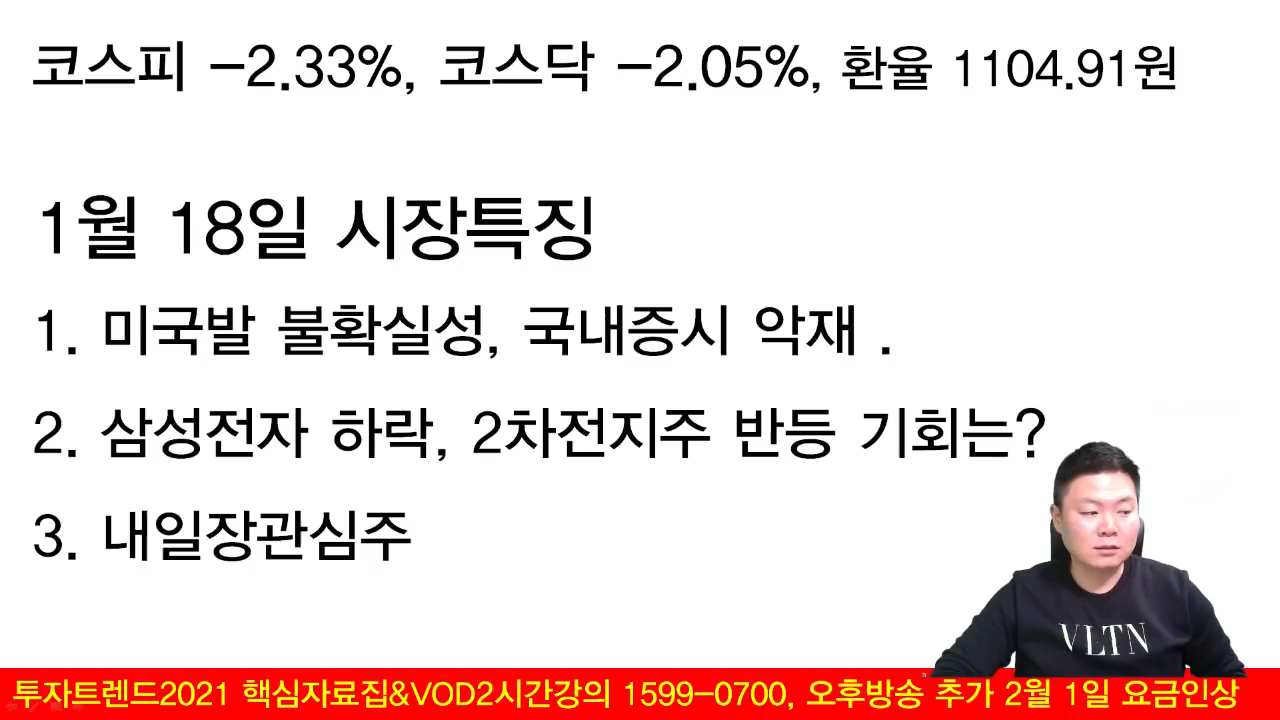 코스피 -2.33%, 코스닥 -2.05%, 환율 1104.91원
1월 18일 시장특징
1. 미국발 불확실성, 국내증시 악재 .
2. 삼성전자 하락, 2차전지주 반등 기회는?
3. 내일장관심주
VLTN
투자트렌드2021 핵심자료집&VOD2시간강의 1599-0700, 오후방송 추가 2월 1일 요금인상